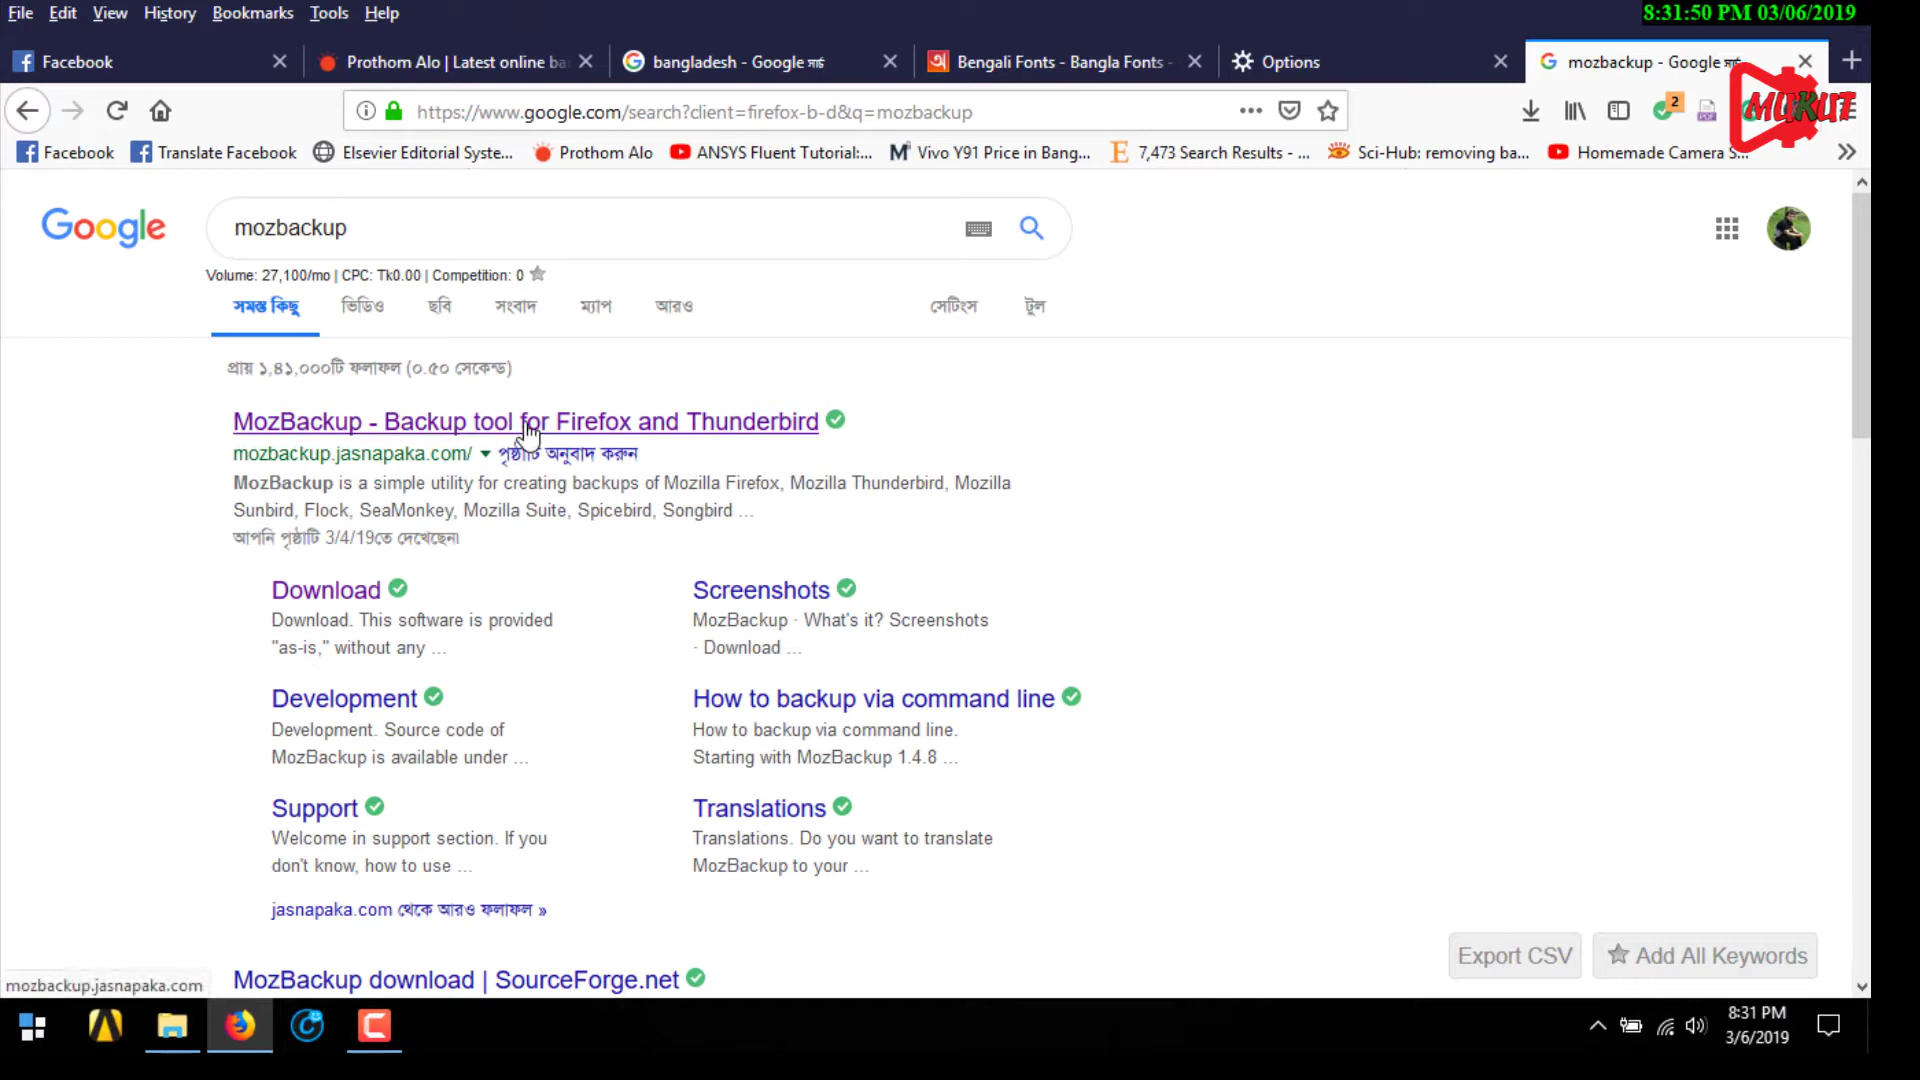 File Edit View History Bookmarks Tools Help
8:31:50 PM 03/06/2019
Facebook
Prothom Alo | Latest online ba
bangladesh - Google সার্চ
Bengali Fonts - Bangla Fonts -
Options
mozbackup - Google সার্চ
https://www.google.com/search?client=firefox-b-d&q=mozbackup
2
MUKUT
Facebook
Translate Facebook
Elsevier Editorial Syste...
Prothom Alo
ANSYS Fluent Tutorial:...
Vivo Y91 Price in Bang...
7,473 Search Results - ...
Sci-Hub: removing ba...
Homemade Camera S...
Google
mozbackup
Volume: 27,100/mo | CPC: Tk0.00 | Competition: 0
সমস্ত কিছু ভিডিও ছবি সংবাদ ম্যাপ আরও সেটিংস টুল
প্রায় ১,৪১,০০০টি ফলাফল (০.৫০ সেকেন্ড)
MozBackup - Backup tool for Firefox and Thunderbird
mozbackup.jasnapaka.com/ পৃষ্ঠাটি অনুবাদ করুন
MozBackup is a simple utility for creating backups of Mozilla Firefox, Mozilla Thunderbird, Mozilla
Sunbird, Flock, SeaMonkey, Mozilla Suite, Spicebird, Songbird ...
আপনি পৃষ্ঠাটি 3/4/19তে দেখেছেন৷
Download
Download. This software is provided
"as-is," without any ...
Screenshots
MozBackup · What's it? Screenshots
· Download ...
Development
Development. Source code of
MozBackup is available under ...
How to backup via command line
How to backup via command line.
Starting with MozBackup 1.4.8 ...
Support
Welcome in support section. If you
don't know, how to use ...
Translations
Translations. Do you want to translate
MozBackup to your ...
jasnapaka.com থেকে আরও ফলাফল »
Export CSV
Add All Keywords
MozBackup download | SourceForge.net
mozbackup.jasnapaka.com
8:31 PM
3/6/2019